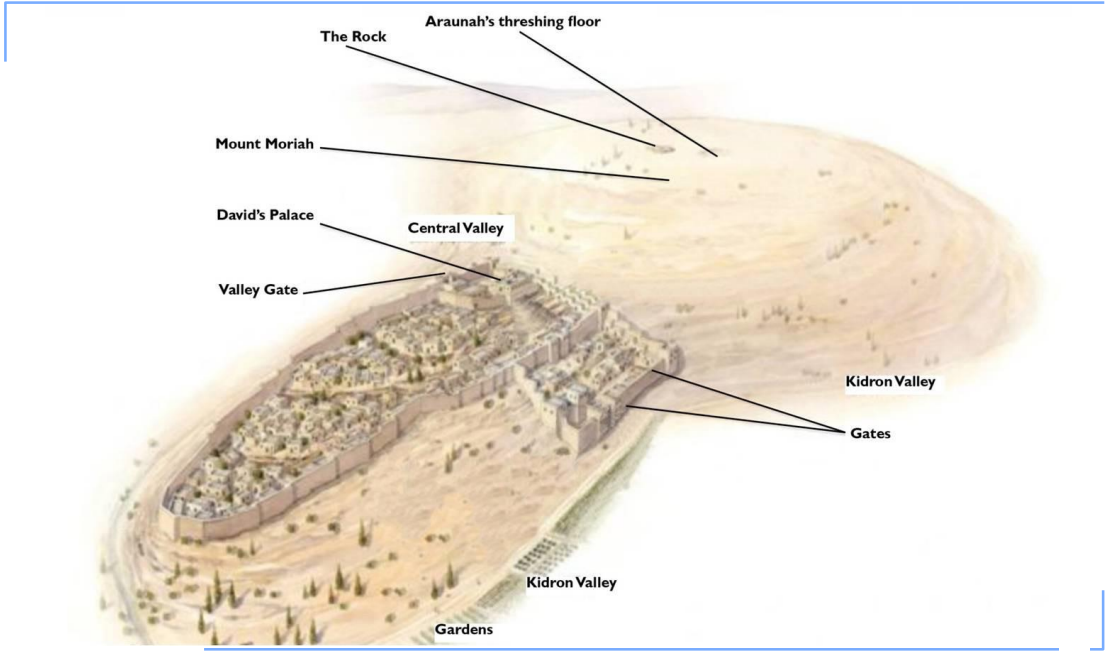 Araunah's threshing floor
The Rock
Mount Moriah
David's Palace
Central Valley
Valley Gate
Kidron Valley
Gates
Kidron Valley
Gardens